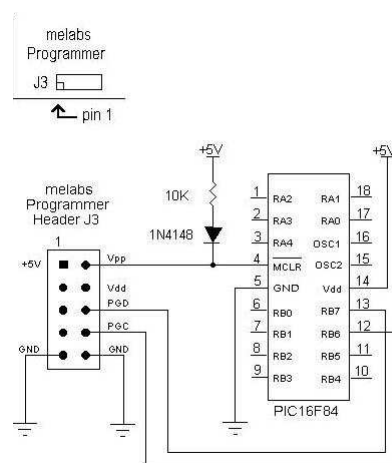 melabs
Programmer
J3
pin 1
+5V
+5V
melabs
Programmer
Header J3
10K
1N4148
1
+5V
Vpp
Vdd
PGD
PGC
GND
GND
1 RA2 RA1 18
2 RA3 RA0 17
3 RA4 OSC1 16
4 MCLR OSC2 15
5 GND Vdd 14
6 RB0 RB7 13
7 RB1 RB6 12
8 RB2 RB5 11
9 RB3 RB4 10
PIC16F84